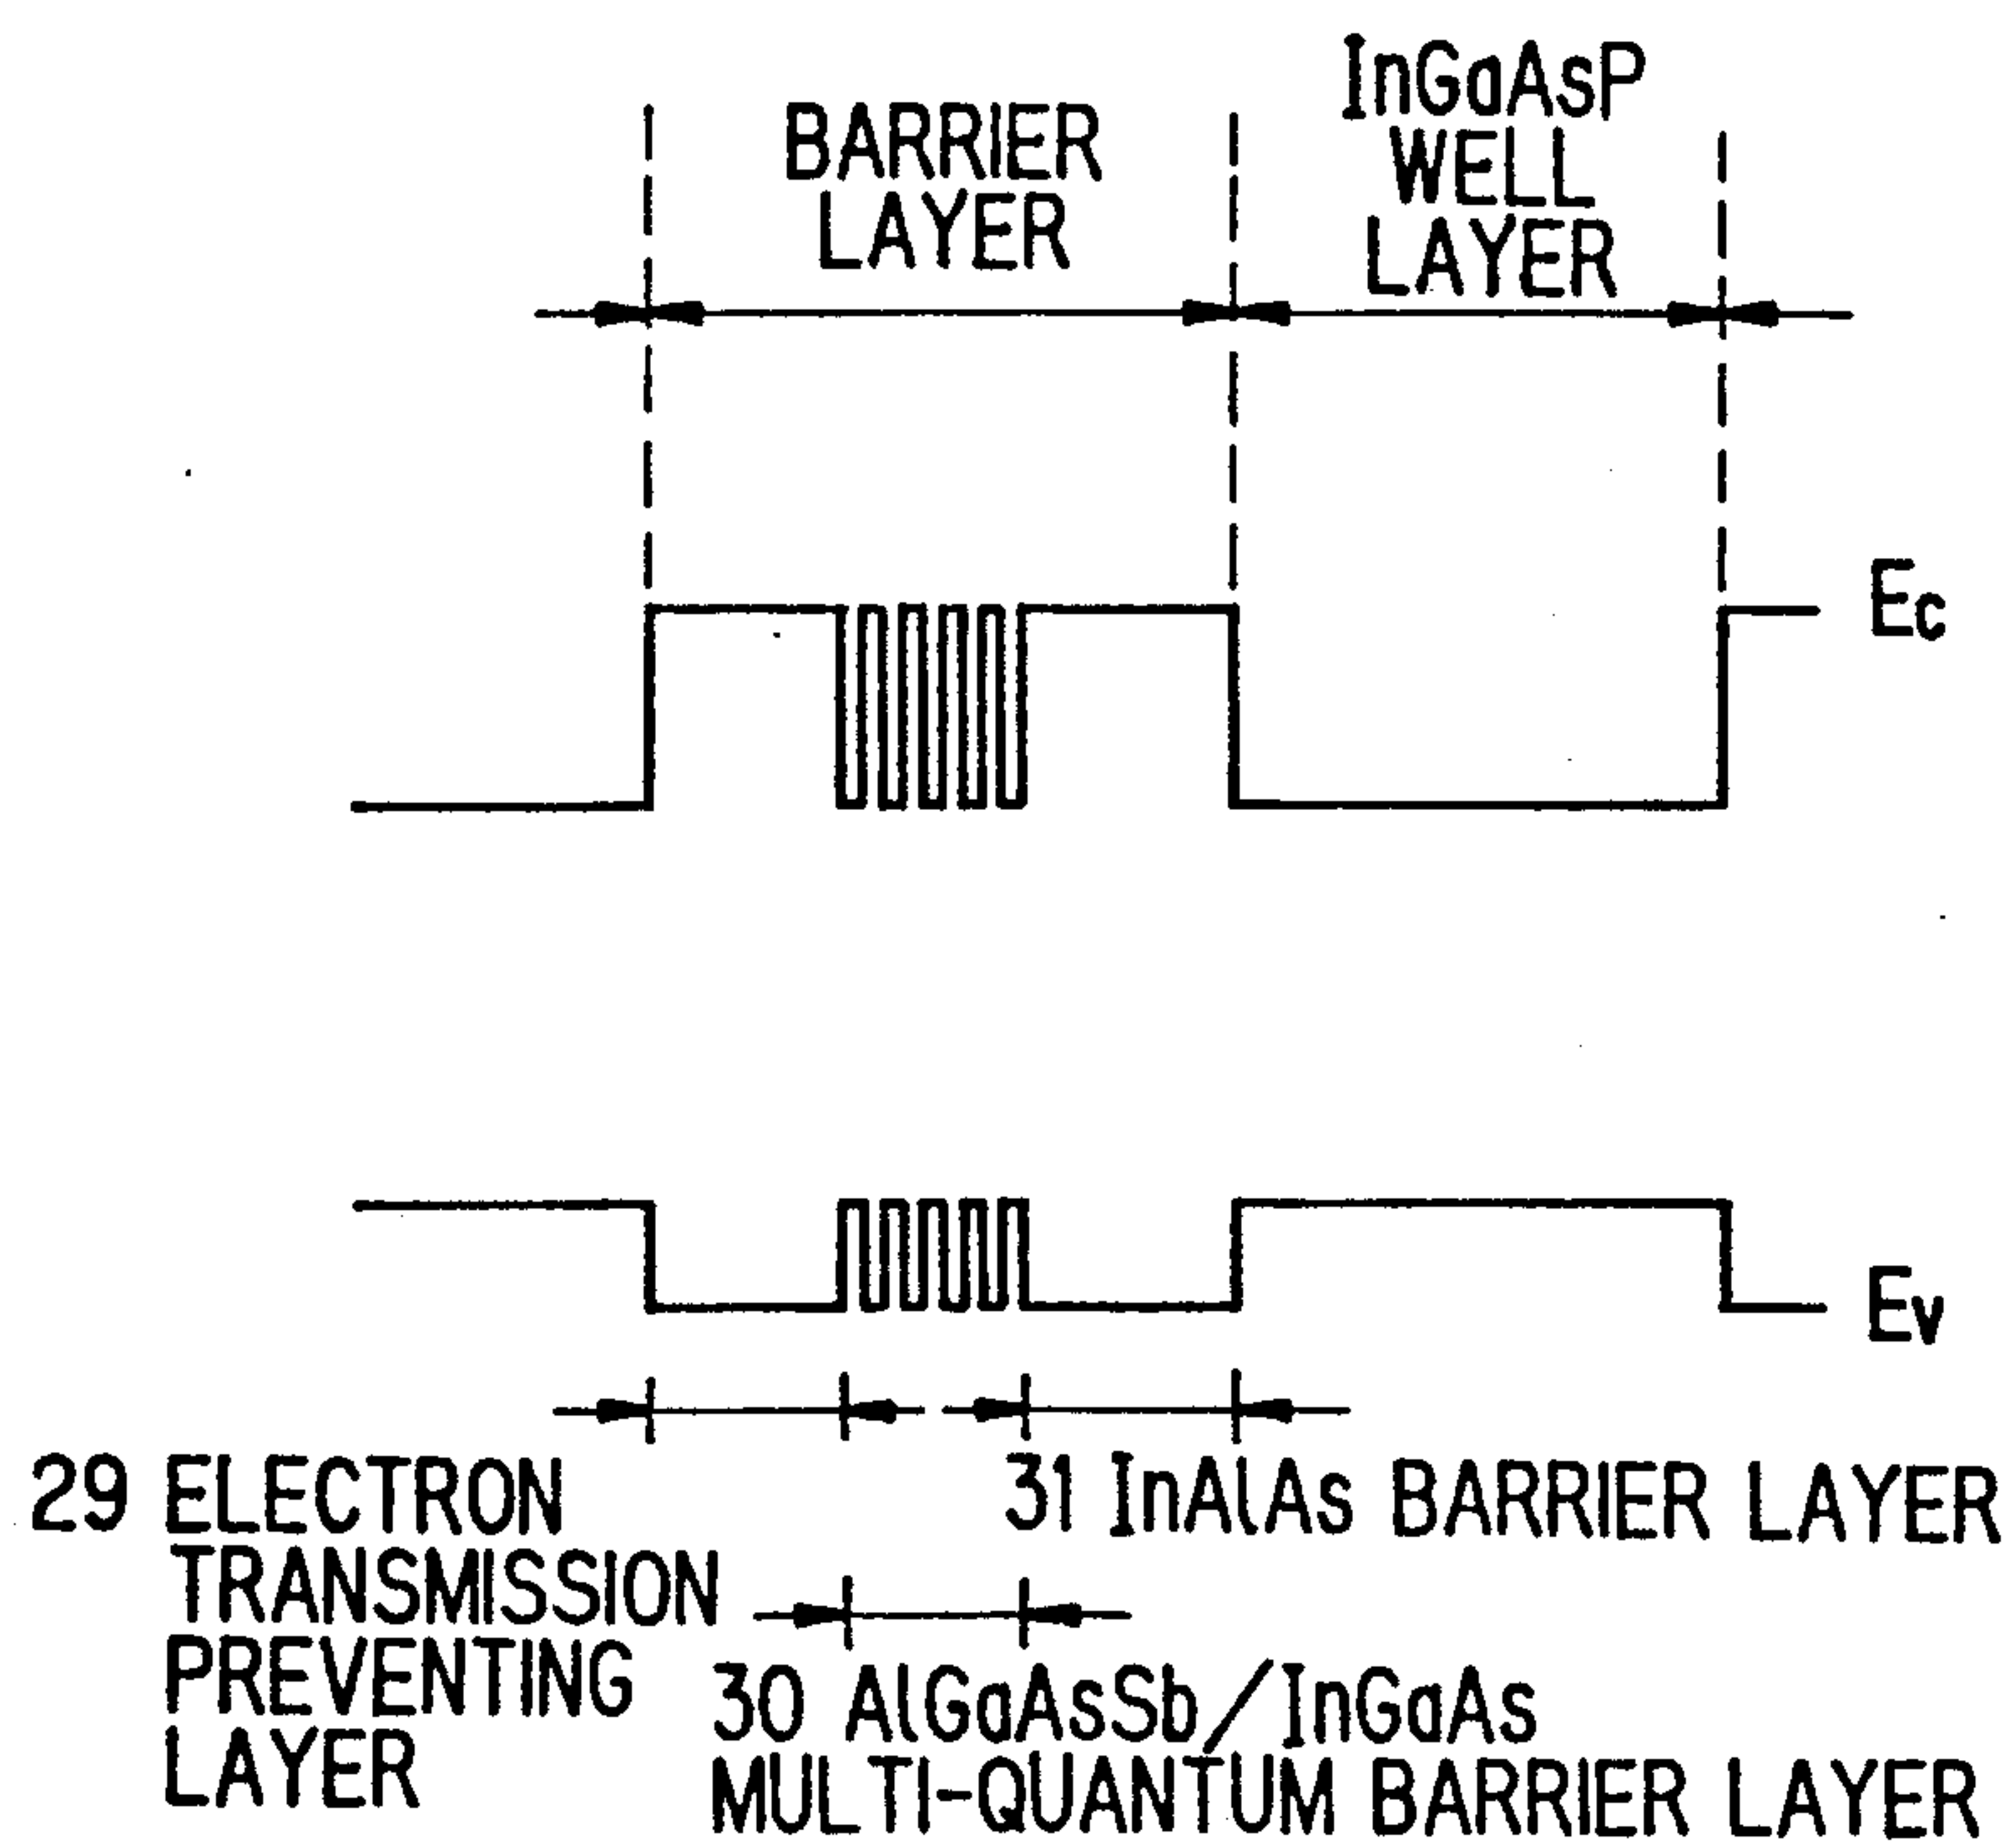 BARRIER
LAYER
InGaAsP
WELL
LAYER
Ec
Ev
29 ELECTRON
TRANSMISSION
PREVENTING
LAYER
31 InAlAs BARRIER LAYER
30 AlGaAsSb/InGaAs
MULTI-QUANTUM BARRIER LAYER